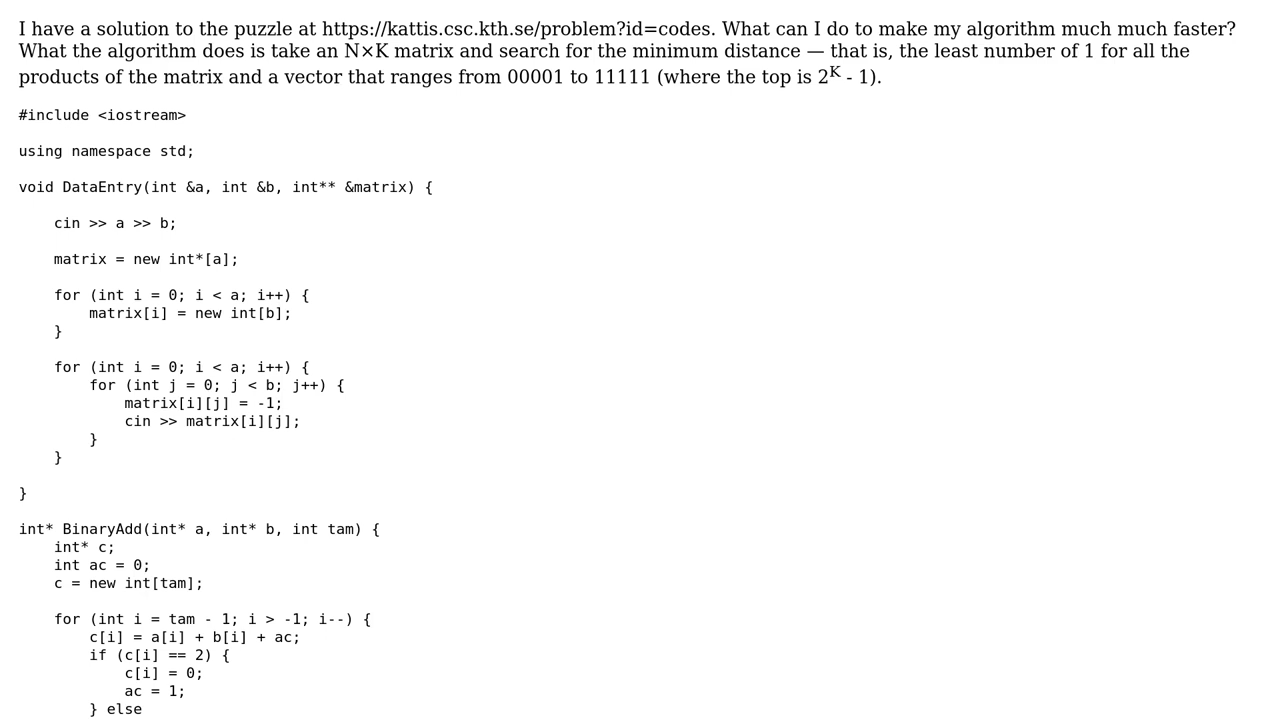 I have a solution to the puzzle at https://kattis.csc.kth.se/problem?id=codes. What can I do to make my algorithm much much faster?
What the algorithm does is take an N×K matrix and search for the minimum distance — that is, the least number of 1 for all the
products of the matrix and a vector that ranges from 00001 to 11111 (where the top is 2K - 1).
#include <iostream>
using namespace std;
void DataEntry(int &a, int &b, int** &matrix) {
    cin >> a >> b;
    matrix = new int*[a];
    for (int i = 0; i < a; i++) {
        matrix[i] = new int[b];
    }
    for (int i = 0; i < a; i++) {
        for (int j = 0; j < b; j++) {
            matrix[i][j] = -1;
            cin >> matrix[i][j];
        }
    }
}
int* BinaryAdd(int* a, int* b, int tam) {
    int* c;
    int ac = 0;
    c = new int[tam];
    for (int i = tam - 1; i > -1; i--) {
        c[i] = a[i] + b[i] + ac;
        if (c[i] == 2) {
            c[i] = 0;
            ac = 1;
        } else